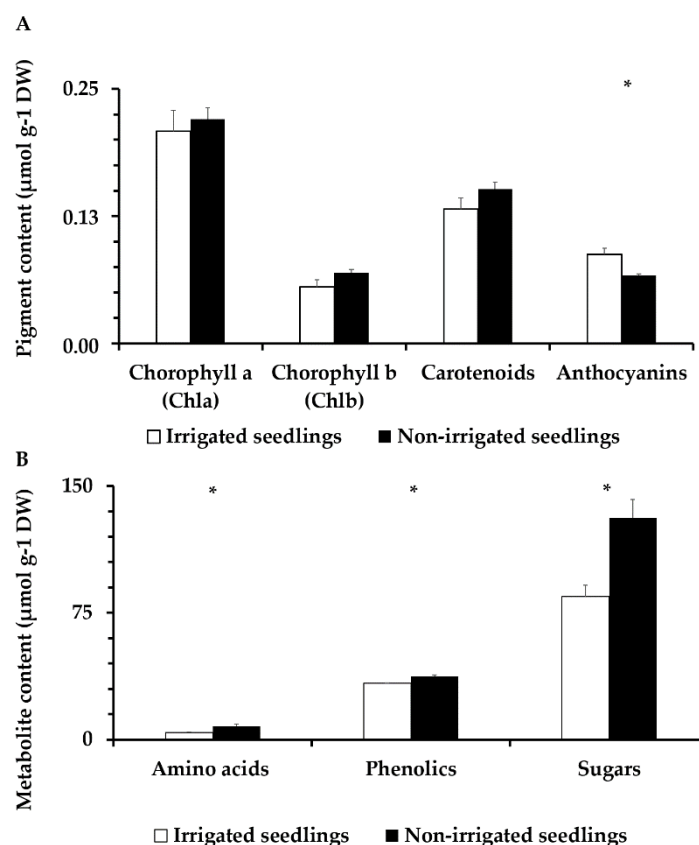 A
Pigment content (µmol g-1 DW)
0.25
0.13
0.00
*
Chorophyll a
(Chla)
Chorophyll b
(Chlb)
Carotenoids
Anthocyanins
Irrigated seedlings
Non-irrigated seedlings
B
Metabolite content (µmol g-1 DW)
150
75
0
*
*
*
Amino acids
Phenolics
Sugars
Irrigated seedlings
Non-irrigated seedlings